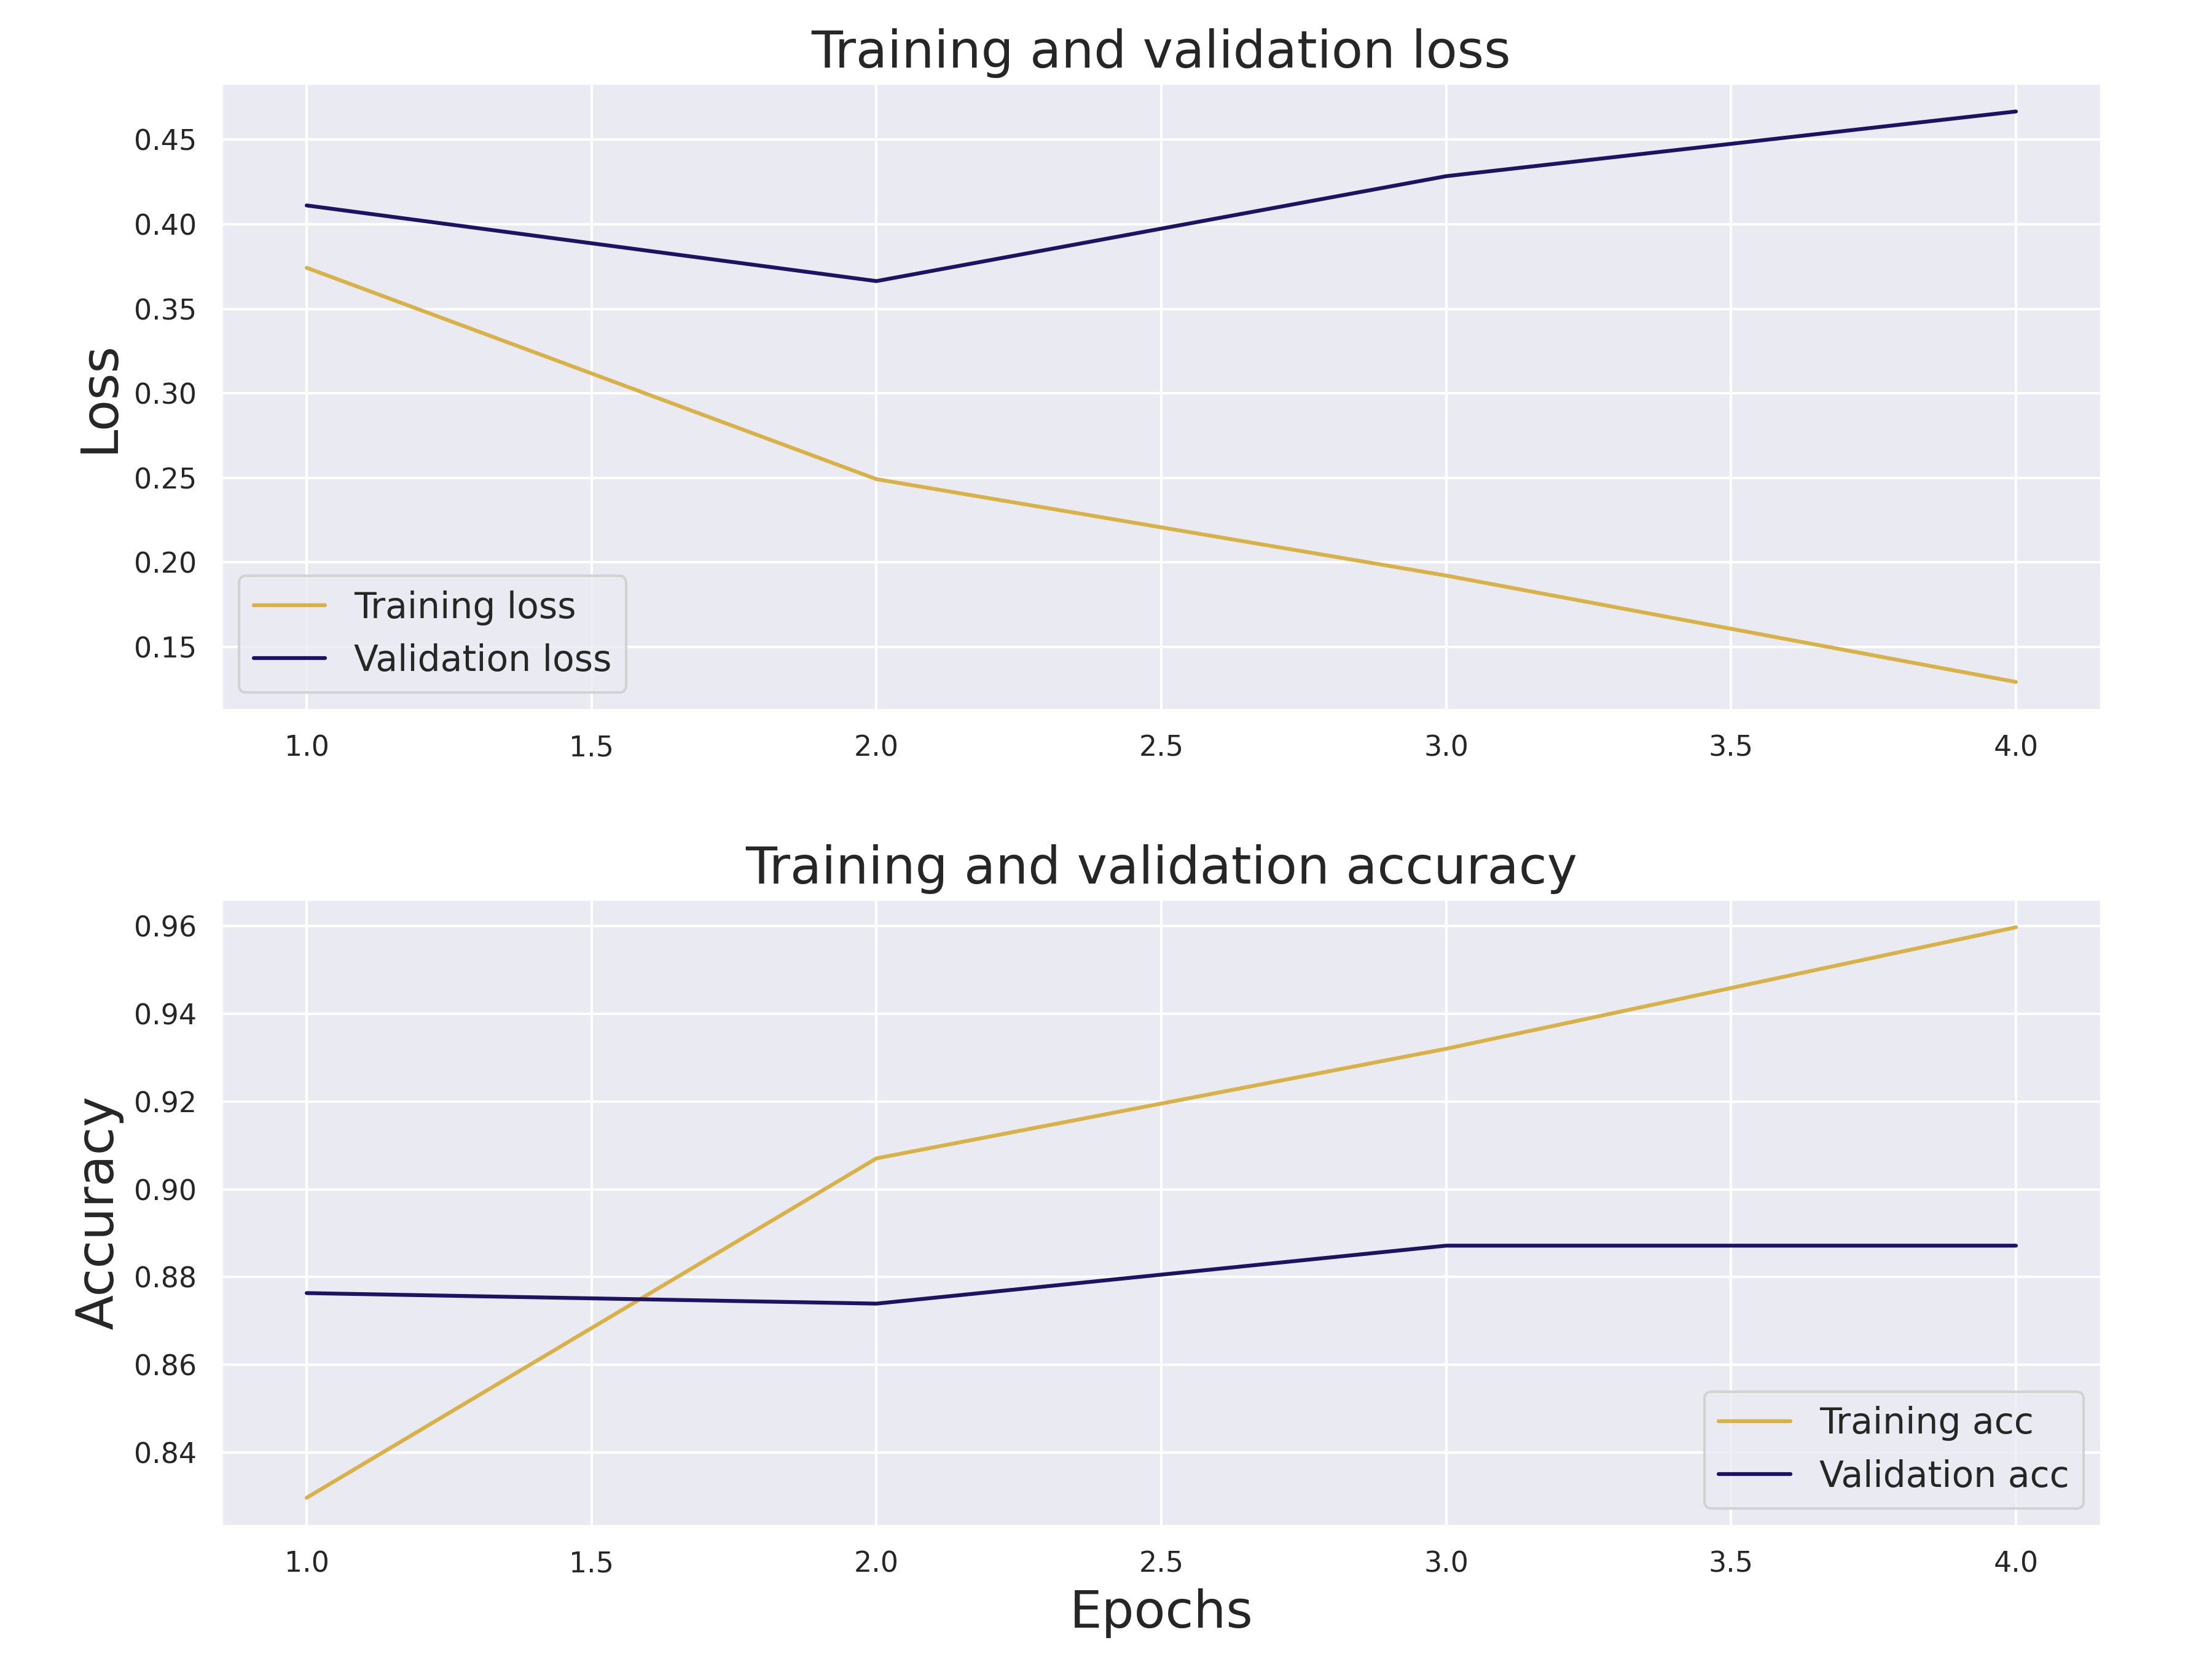 Training and validation loss
Loss
0.45
0.40
0.35
0.30
0.25
0.20
0.15
Training loss
Validation loss
1.0 1.5 2.0 2.5 3.0 3.5 4.0
Training and validation accuracy
Accuracy
0.96
0.94
0.92
0.90
0.88
0.86
0.84
Training acc
Validation acc
1.0 1.5 2.0 2.5 3.0 3.5 4.0
Epochs